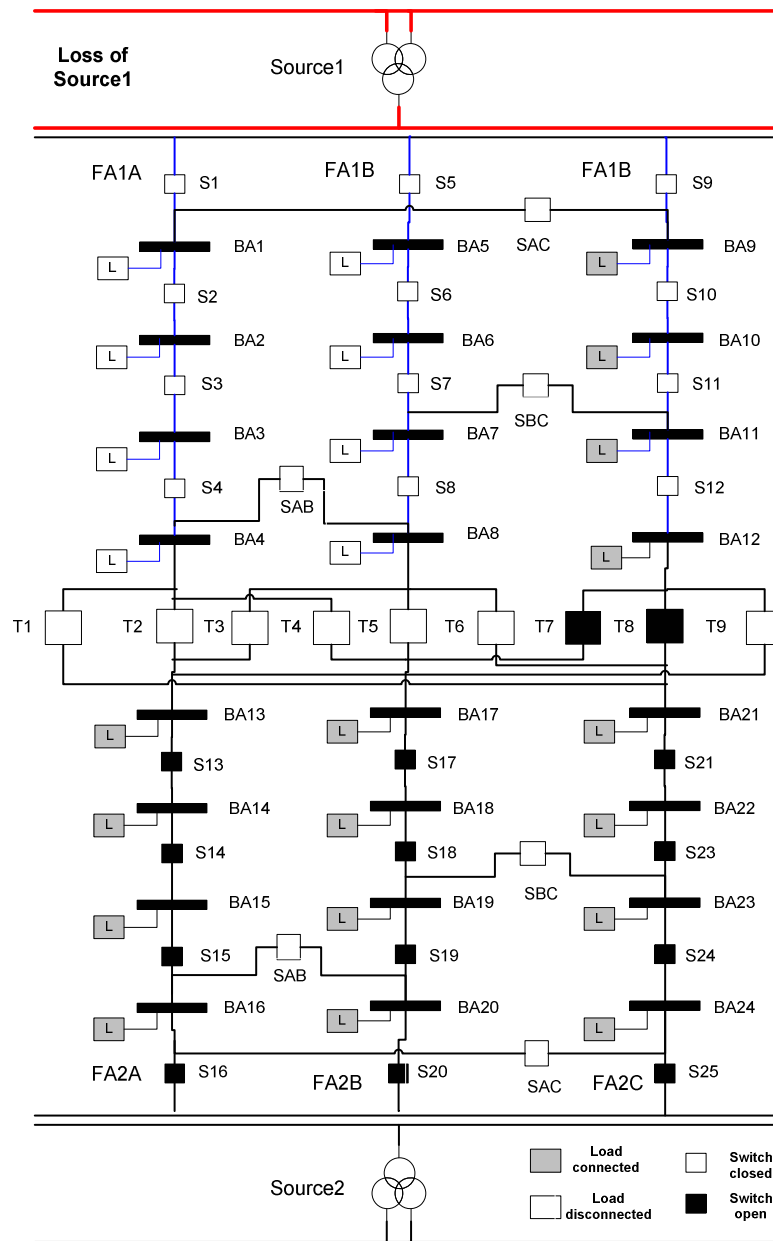 Loss of
Source1
Source1
FA1A
S1
FA1B
S5
FA1B
S9
SAC
BA1
BA5
BA9
L
L
L
S2
S6
S10
BA2
BA6
BA10
L
L
L
S3
S7
SBC
S11
BA3
BA7
BA11
L
L
L
S4
SAB
S8
S12
BA4
BA8
BA12
L
L
L
T1
T2
T3
T4
T5
T6
T7
T8
T9
BA13
BA17
BA21
L
L
L
S13
S17
S21
BA14
BA18
BA22
L
L
L
S14
S18
S23
SBC
BA15
BA19
BA23
L
L
L
S15
SAB
S19
S24
BA16
BA20
BA24
L
L
L
FA2A
S16
FA2B
S20
SAC
FA2C
S25
Source2
Load
connected
Switch
closed
Load
disconnected
Switch
open